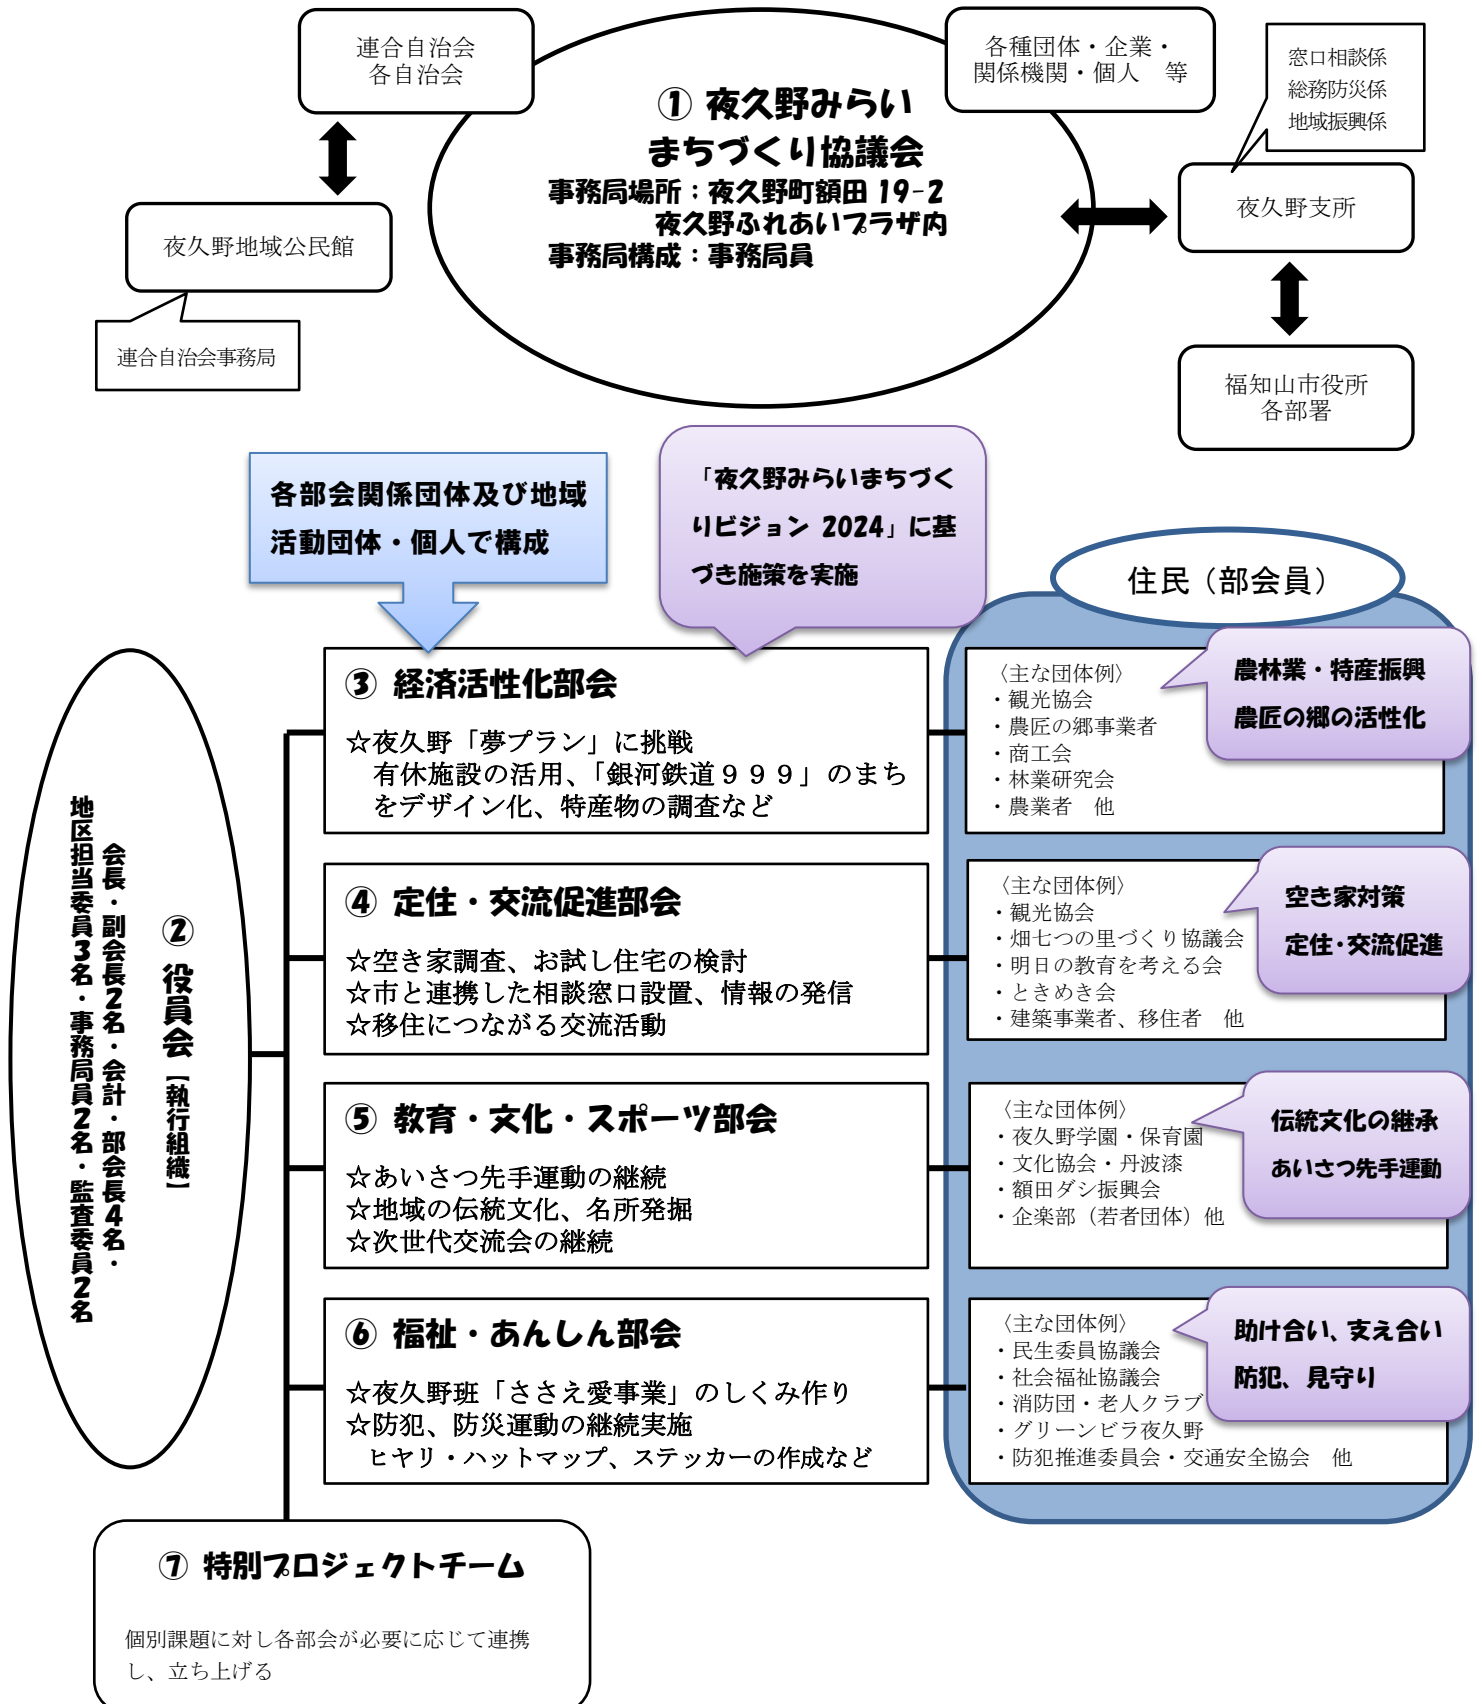 連合自治会
各自治会
各種団体・企業・
関係機関・個人　等
窓口相談係
総務防災係
地域振興係
① 夜久野みらい
まちづくり協議会
事務局場所：夜久野町額田 19-2
夜久野ふれあいプラザ内
事務局構成：事務局員
夜久野地域公民館
連合自治会事務局
夜久野支所
福知山市役所
各部署
各部会関係団体及び地域
活動団体・個人で構成
「夜久野みらいまちづく
りビジョン 2024」に基
づき施策を実施
住民（部会員）
② 役員会【執行組織】
会長・副会長2名・会計・部会長4名・
地区担当委員3名・事務局員2名・監査委員2名
③ 経済活性化部会
☆夜久野「夢プラン」に挑戦
有休施設の活用、「銀河鉄道９９９」のまち
をデザイン化、特産物の調査など
〈主な団体例〉
・観光協会
・農匠の郷事業者
・商工会
・林業研究会
・農業者　他
農林業・特産振興
農匠の郷の活性化
④ 定住・交流促進部会
☆空き家調査、お試し住宅の検討
☆市と連携した相談窓口設置、情報の発信
☆移住につながる交流活動
〈主な団体例〉
・観光協会
・畑七つの里づくり協議会
・明日の教育を考える会
・ときめき会
・建築事業者、移住者　他
空き家対策
定住・交流促進
⑤ 教育・文化・スポーツ部会
☆あいさつ先手運動の継続
☆地域の伝統文化、名所発掘
☆次世代交流会の継続
〈主な団体例〉
・夜久野学園・保育園
・文化協会・丹波漆
・額田ダシ振興会
・企楽部（若者団体）他
伝統文化の継承
あいさつ先手運動
⑥ 福祉・あんしん部会
☆夜久野班「ささえ愛事業」のしくみ作り
☆防犯、防災運動の継続実施
ヒヤリ・ハットマップ、ステッカーの作成など
〈主な団体例〉
・民生委員協議会
・社会福祉協議会
・消防団・老人クラブ
・グリーンビラ夜久野
・防犯推進委員会・交通安全協会　他
助け合い、支え合い
防犯、見守り
⑦ 特別プロジェクトチーム
個別課題に対し各部会が必要に応じて連携
し、立ち上げる